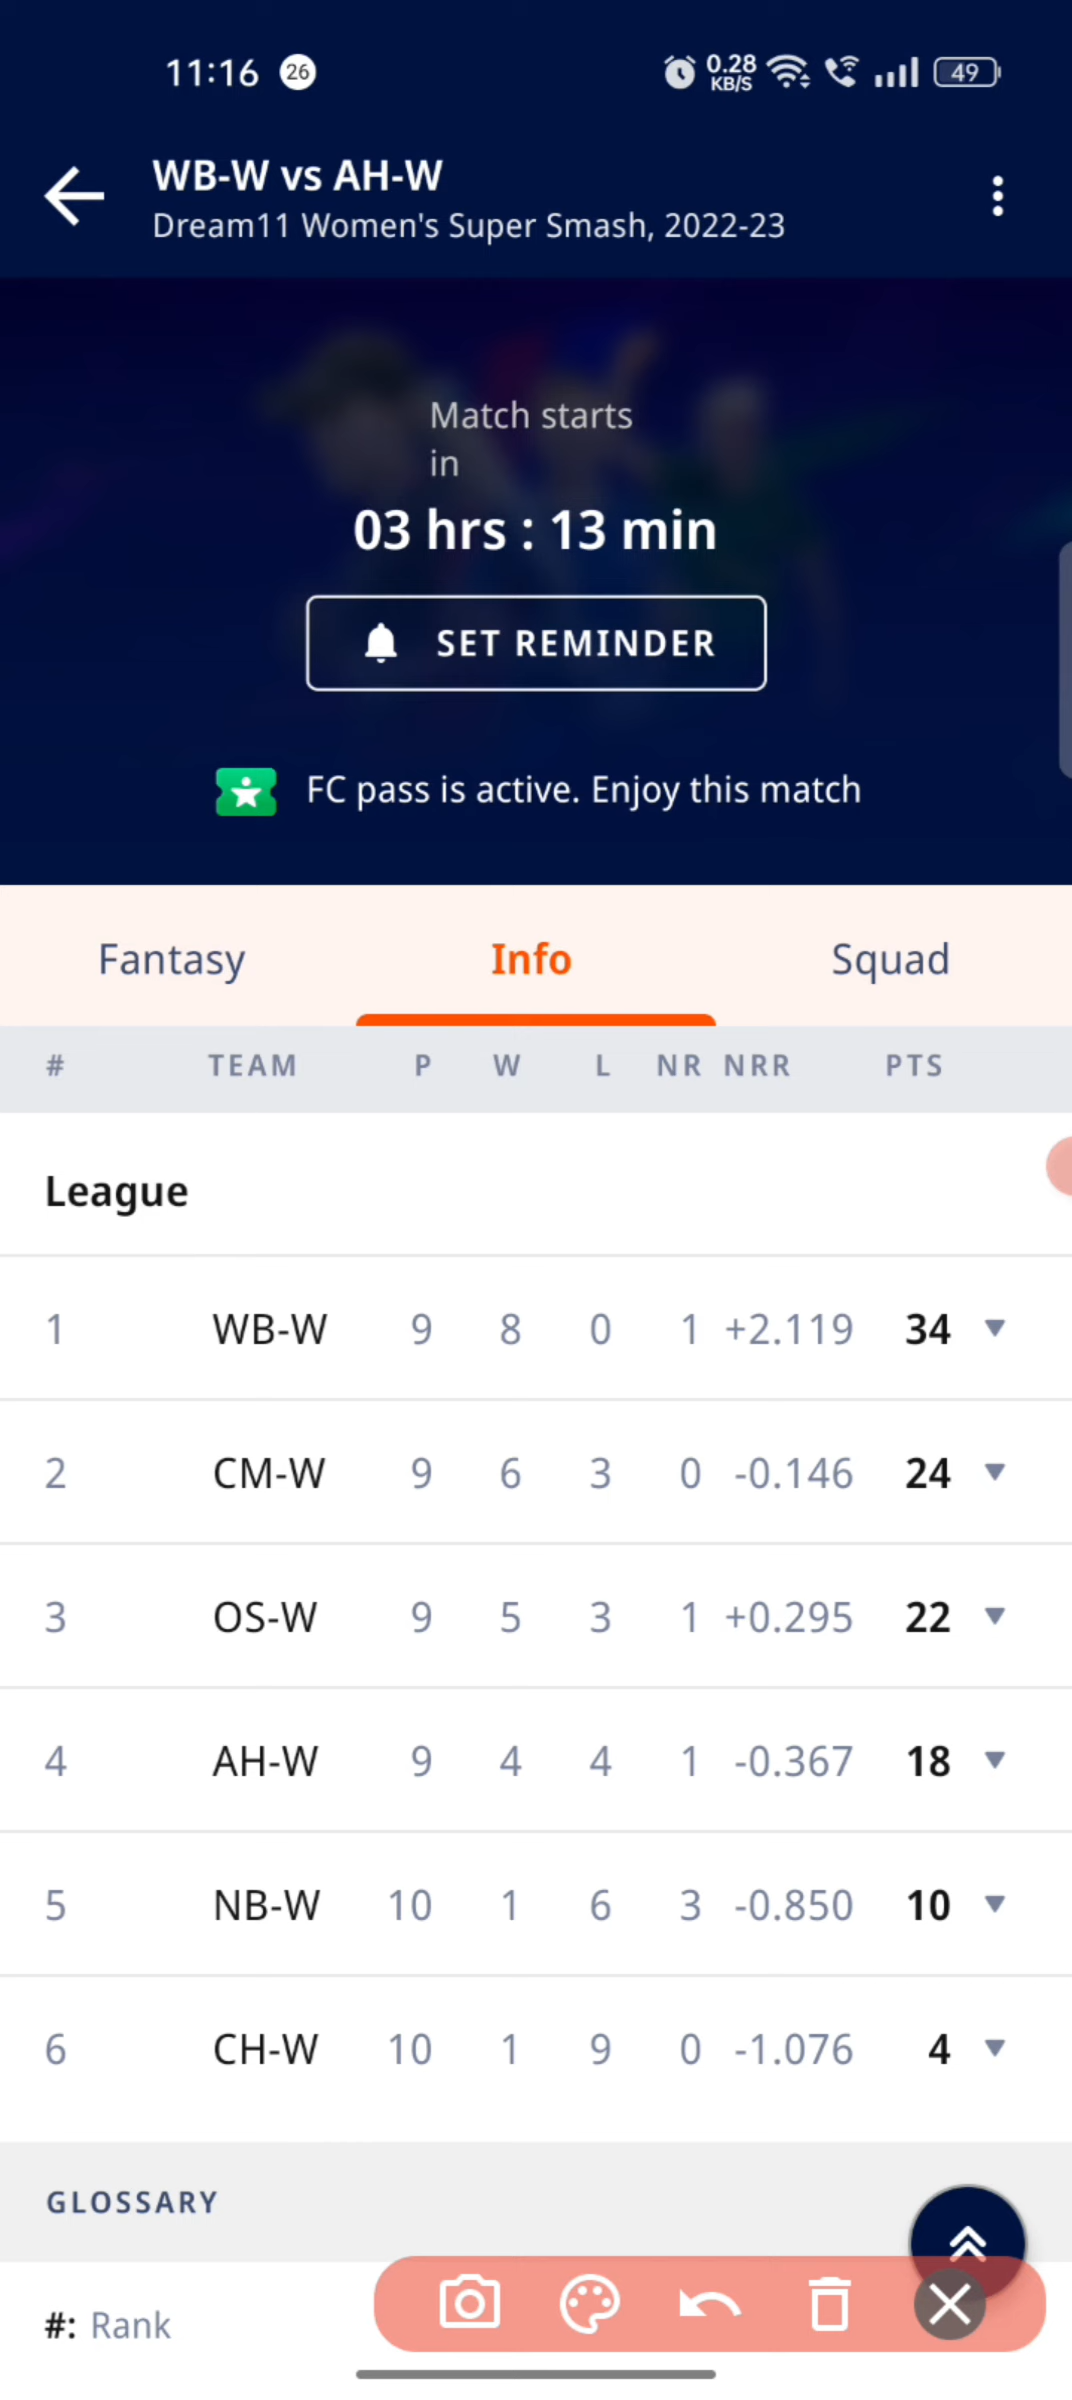 11:16 26 0.28 KB/S 49
WB-W vs AH-W
Dream11 Women's Super Smash, 2022-23
Match starts
in
03 hrs : 13 min
SET REMINDER
FC pass is active. Enjoy this match
Fantasy Info Squad
# TEAM P W L NR NRR PTS
League
1 WB-W 9 8 0 1 +2.119 34
2 CM-W 9 6 3 0 -0.146 24
3 OS-W 9 5 3 1 +0.295 22
4 AH-W 9 4 4 1 -0.367 18
5 NB-W 10 1 6 3 -0.850 10
6 CH-W 10 1 9 0 -1.076 4
GLOSSARY
#: Rank